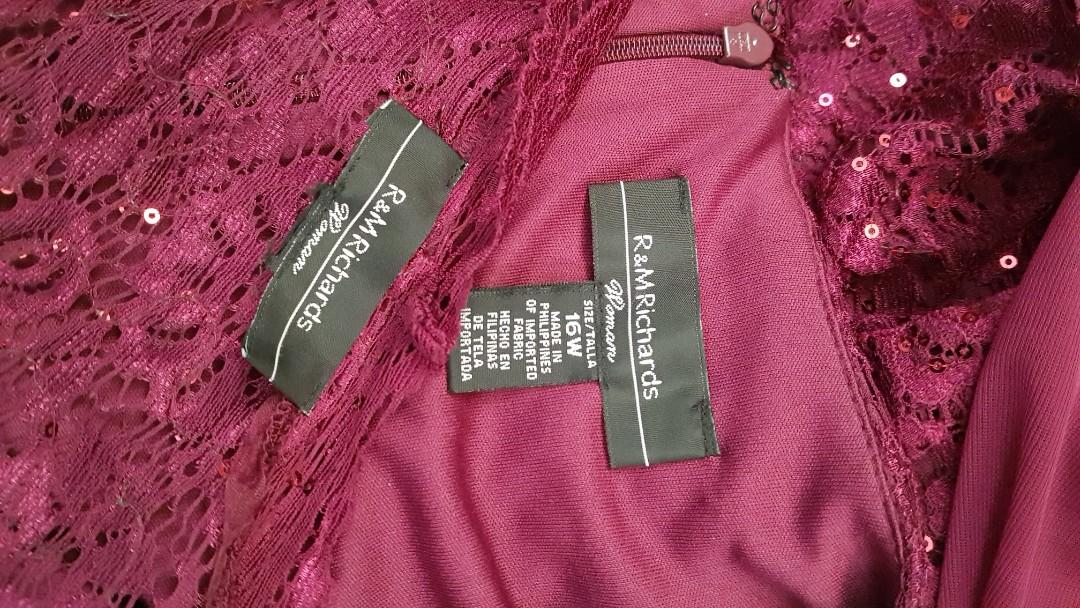 R&M Richards
Woman
R&M Richards
Woman
SIZE/TALLA
16W
MADE IN
PHILIPPINES
OF IMPORTED
FABRIC
HECHO EN
FILIPINAS
DE TELA
IMPORTADA